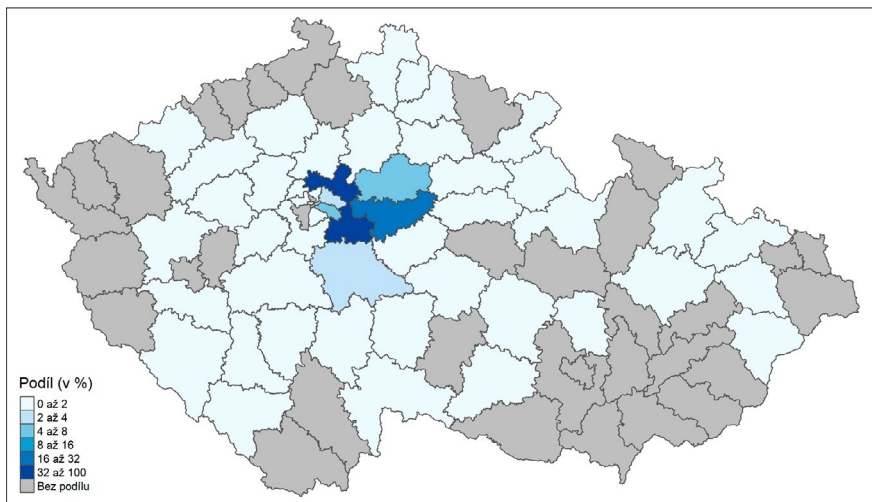 Podíl (v %)
0 až 2
2 až 4
4 až 8
8 až 16
16 až 32
32 až 100
Bez podílu